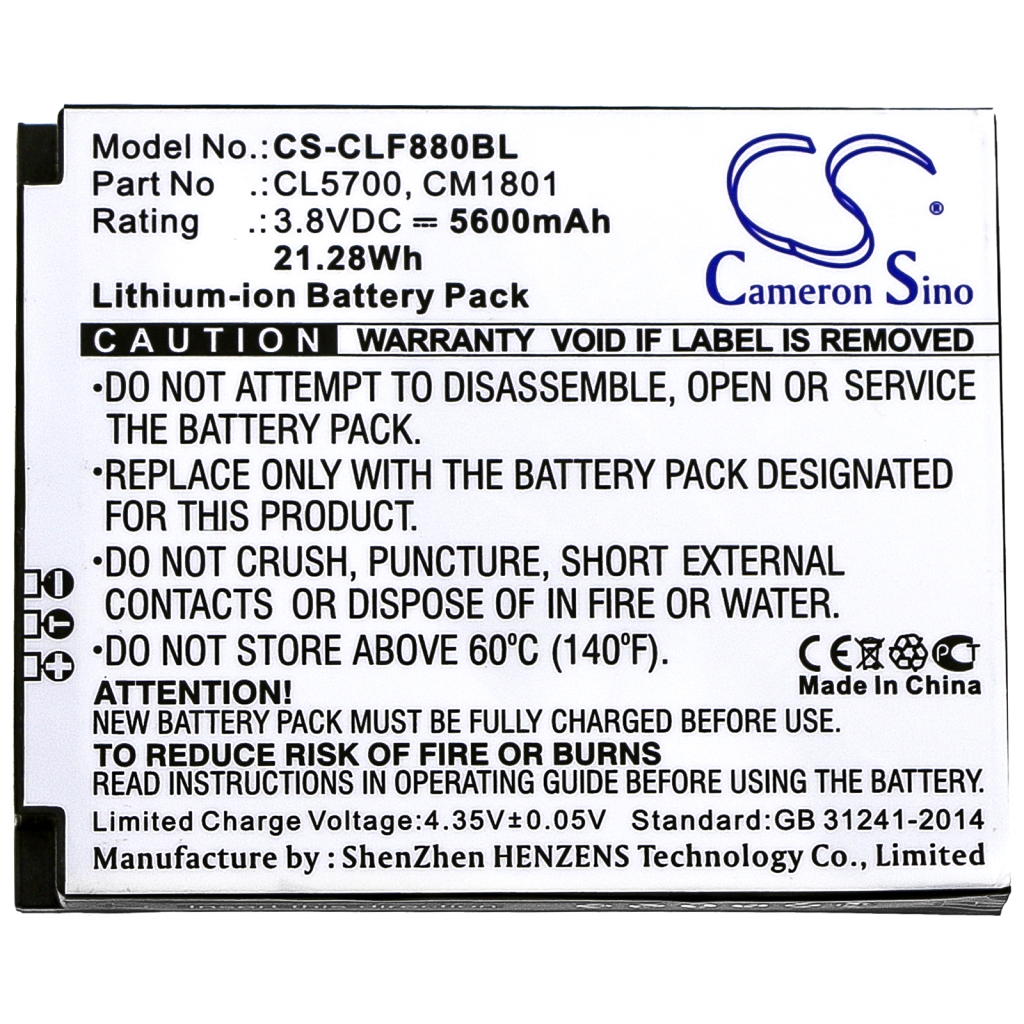 Model No.:CS-CLF880BL
Part No .:CL5700, CM1801
Rating .:3.8VDC ⎓ 5600mAh
21.28Wh
Lithium-ion Battery Pack
CS ®
Cameron Sino
CAUTION WARRANTY VOID IF LABEL IS REMOVED
•DO NOT ATTEMPT TO DISASSEMBLE, OPEN OR SERVICE
THE BATTERY PACK.
•REPLACE ONLY WITH THE BATTERY PACK DESIGNATED
FOR THIS PRODUCT.
•DO NOT CRUSH, PUNCTURE, SHORT EXTERNAL
CONTACTS OR DISPOSE OF IN FIRE OR WATER.
•DO NOT STORE ABOVE 60ºC (140ºF).
- T +
CE PCT
Made In China
ATTENTION!
NEW BATTERY PACK MUST BE FULLY CHARGED BEFORE USE.
TO REDUCE RISK OF FIRE OR BURNS
READ INSTRUCTIONS IN OPERATING GUIDE BEFORE USING THE BATTERY.
Limited Charge Voltage:4.35V±0.05V Standard:GB 31241-2014
Manufacture by : ShenZhen HENZENS Technology Co., Limited